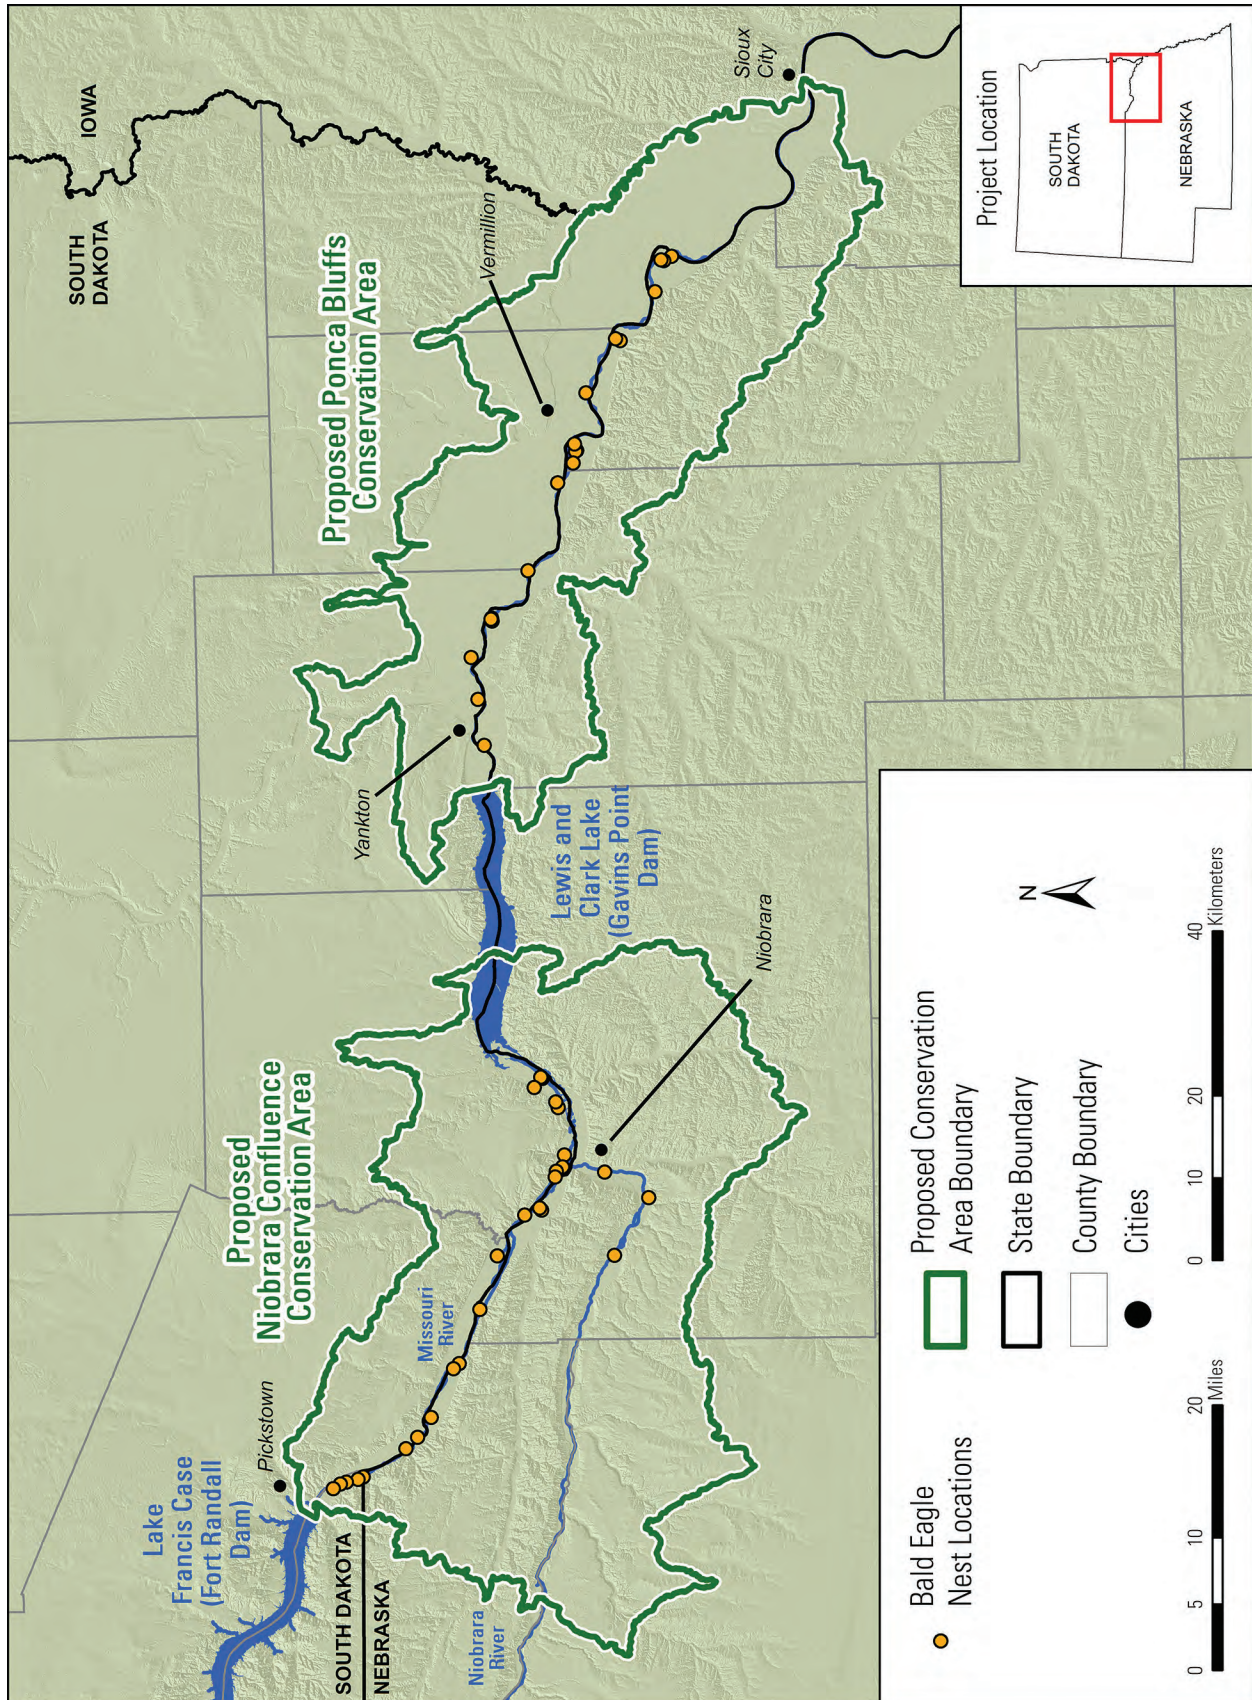 Lake
Francis Case
(Fort Randall
Dam)
Pickstown
SOUTH DAKOTA
NEBRASKA
Niobrara
River
Missouri
River
Proposed
Niobrara Confluence
Conservation Area
Niobrara
Lewis and
Clark Lake
(Gavins Point
Dam)
Yankton
Proposed Ponca Bluffs
Conservation Area
Vermillion
SOUTH
DAKOTA
IOWA
Sioux
City
Bald Eagle
Nest Locations
Proposed Conservation
Area Boundary
State Boundary
County Boundary
Cities
0 5 10 20
Miles
0 10 20 40
Kilometers
N
Project Location
SOUTH
DAKOTA
NEBRASKA